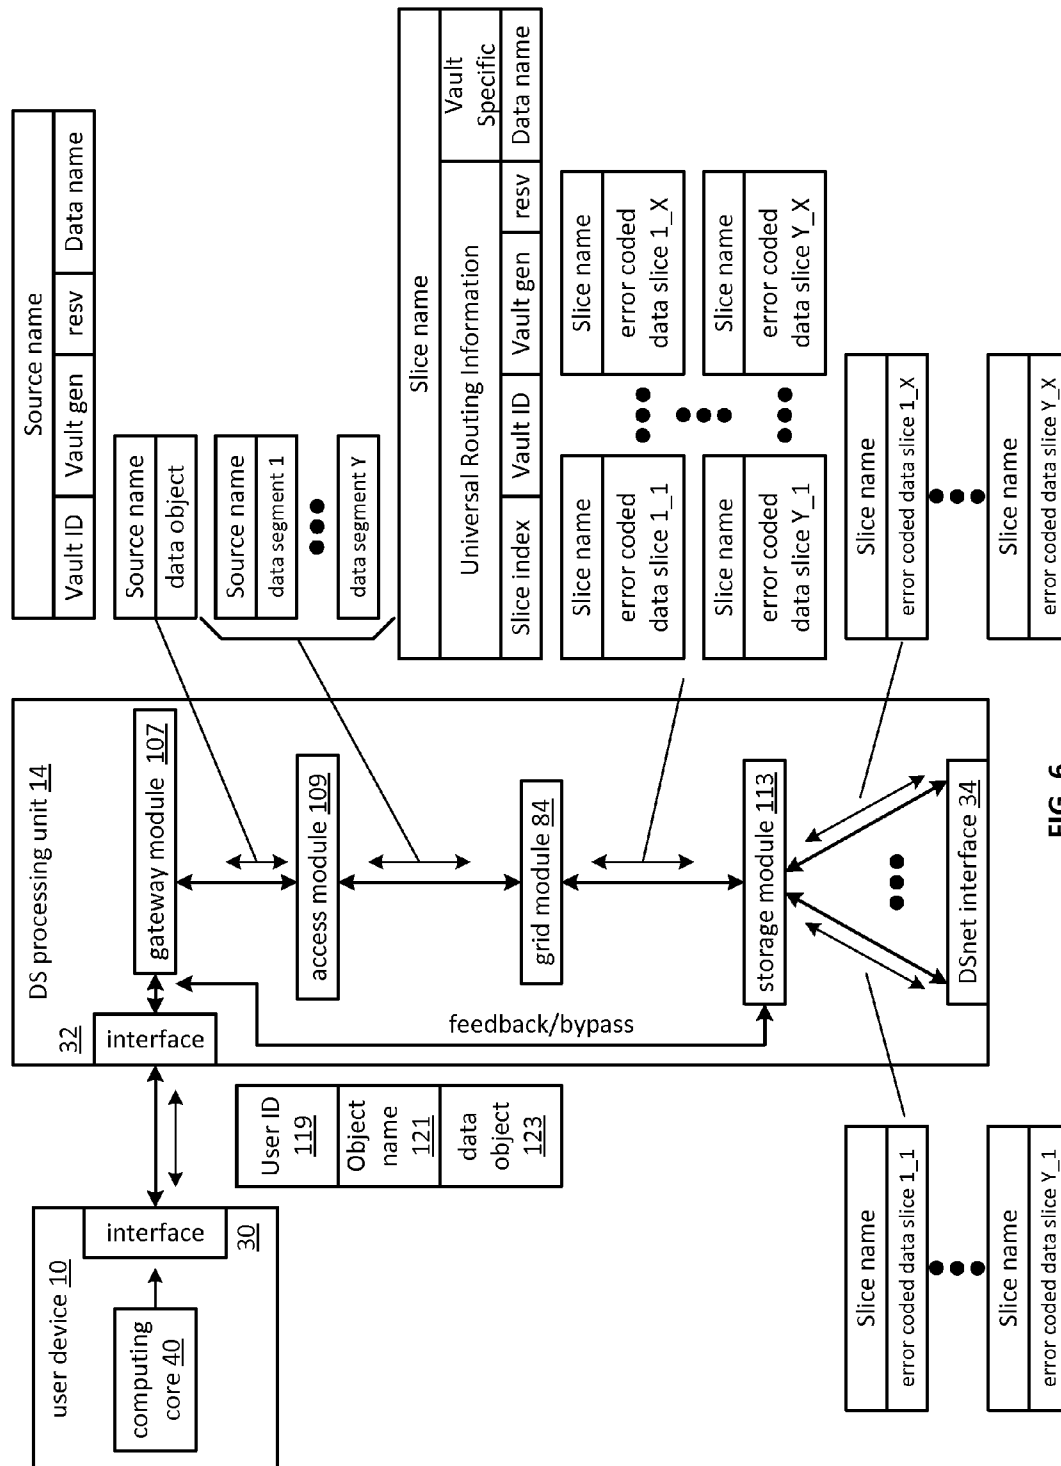 user device 10
computing
core 40
interface
30
User ID
119
Object
name
121
data
object
123
DS processing unit 14
32
interface
gateway module 107
access module 109
grid module 84
storage module 113
DSnet interface 34
feedback/bypass
Source name
Vault ID
Vault gen
resv
Data name
Source name
data object
Source name
data segment 1
data segment Y
Slice name
Universal Routing Information
Vault
Specific
Slice index
Vault ID
Vault gen
resv
Data name
Slice name
error coded
data slice 1_1
Slice name
error coded
data slice 1_X
Slice name
error coded
data slice Y_1
Slice name
error coded
data slice Y_X
Slice name
error coded data slice 1_1
Slice name
error coded data slice Y_1
Slice name
error coded data slice 1_X
Slice name
error coded data slice Y_X
FIG. 6